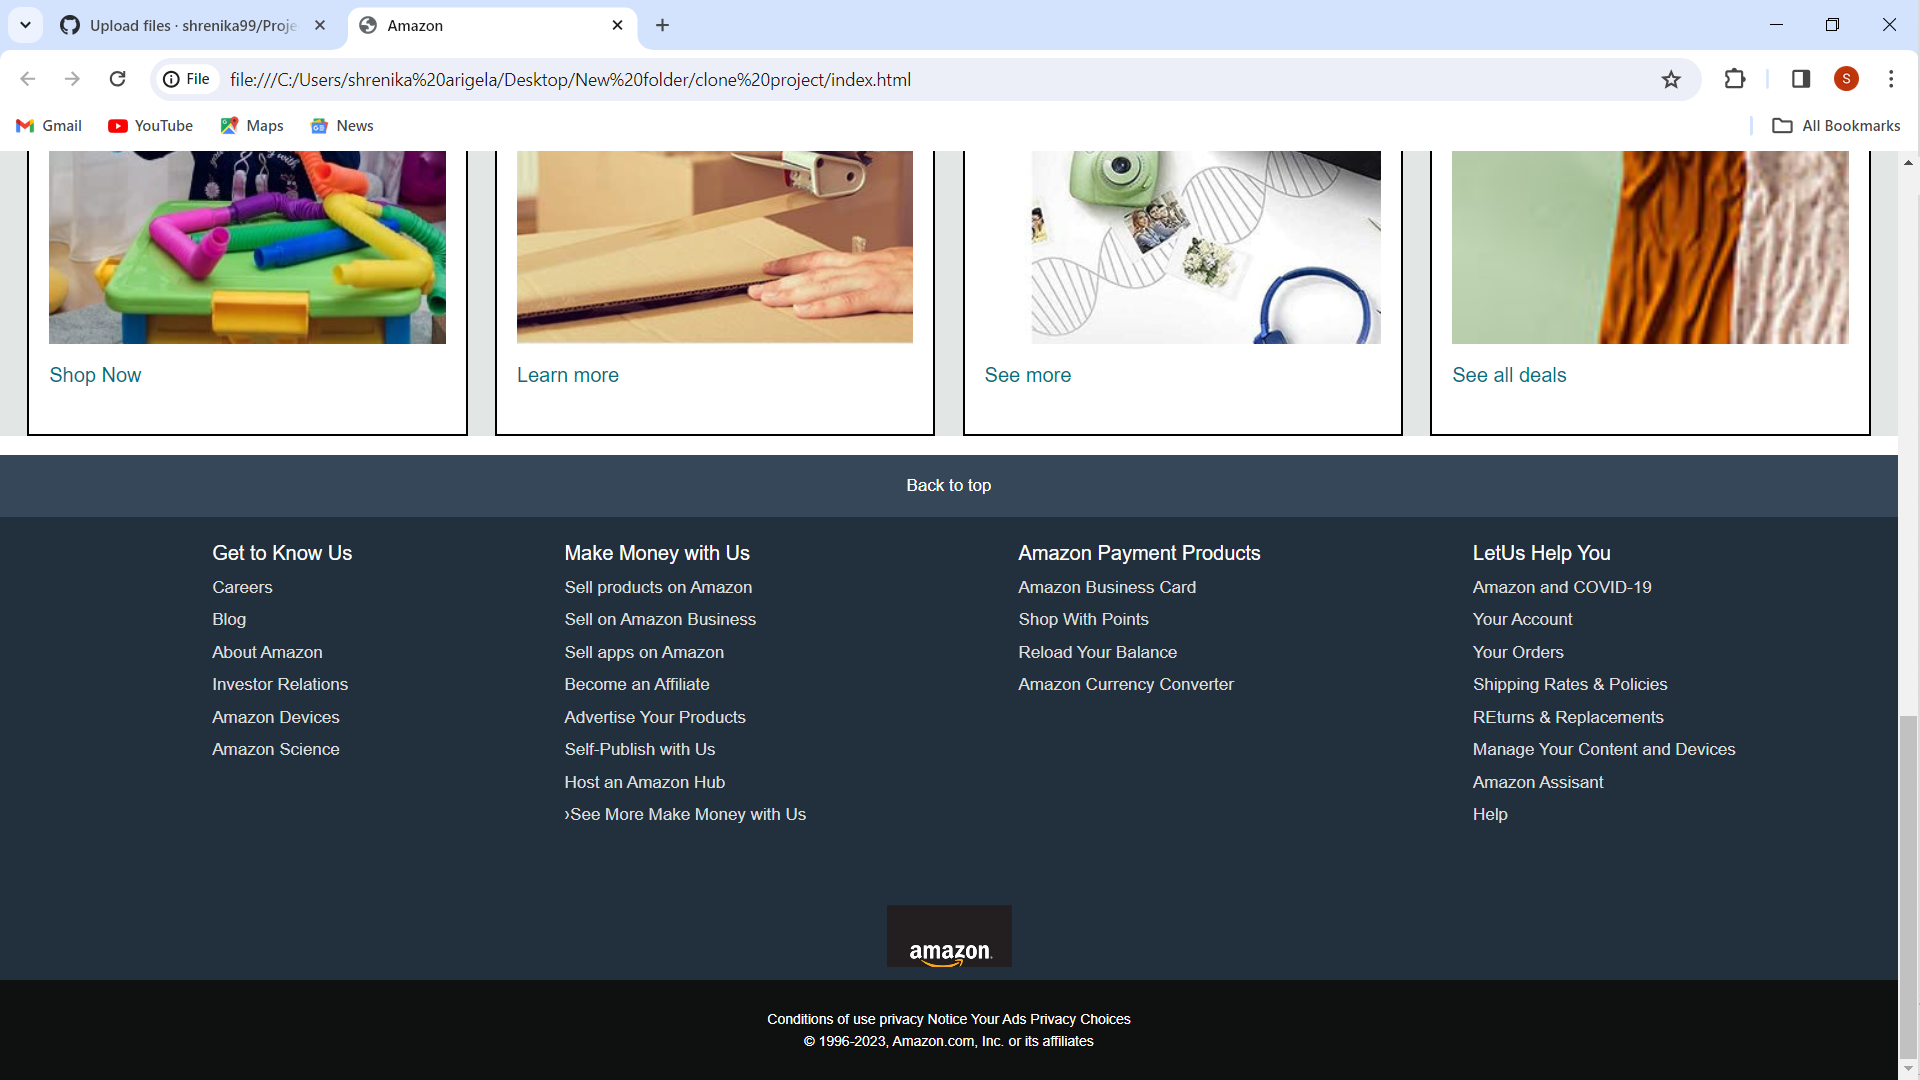 Upload files · shrenika99/Proje
Amazon
File
file:///C:/Users/shrenika%20arigela/Desktop/New%20folder/clone%20project/index.html
S
Gmail
YouTube
Maps
News
All Bookmarks
Shop Now
Learn more
See more
See all deals
Back to top
Get to Know Us
Careers
Blog
About Amazon
Investor Relations
Amazon Devices
Amazon Science
Make Money with Us
Sell products on Amazon
Sell on Amazon Business
Sell apps on Amazon
Become an Affiliate
Advertise Your Products
Self-Publish with Us
Host an Amazon Hub
›See More Make Money with Us
Amazon Payment Products
Amazon Business Card
Shop With Points
Reload Your Balance
Amazon Currency Converter
LetUs Help You
Amazon and COVID-19
Your Account
Your Orders
Shipping Rates & Policies
REturns & Replacements
Manage Your Content and Devices
Amazon Assisant
Help
amazon
Conditions of use privacy Notice Your Ads Privacy Choices
© 1996-2023, Amazon.com, Inc. or its affiliates